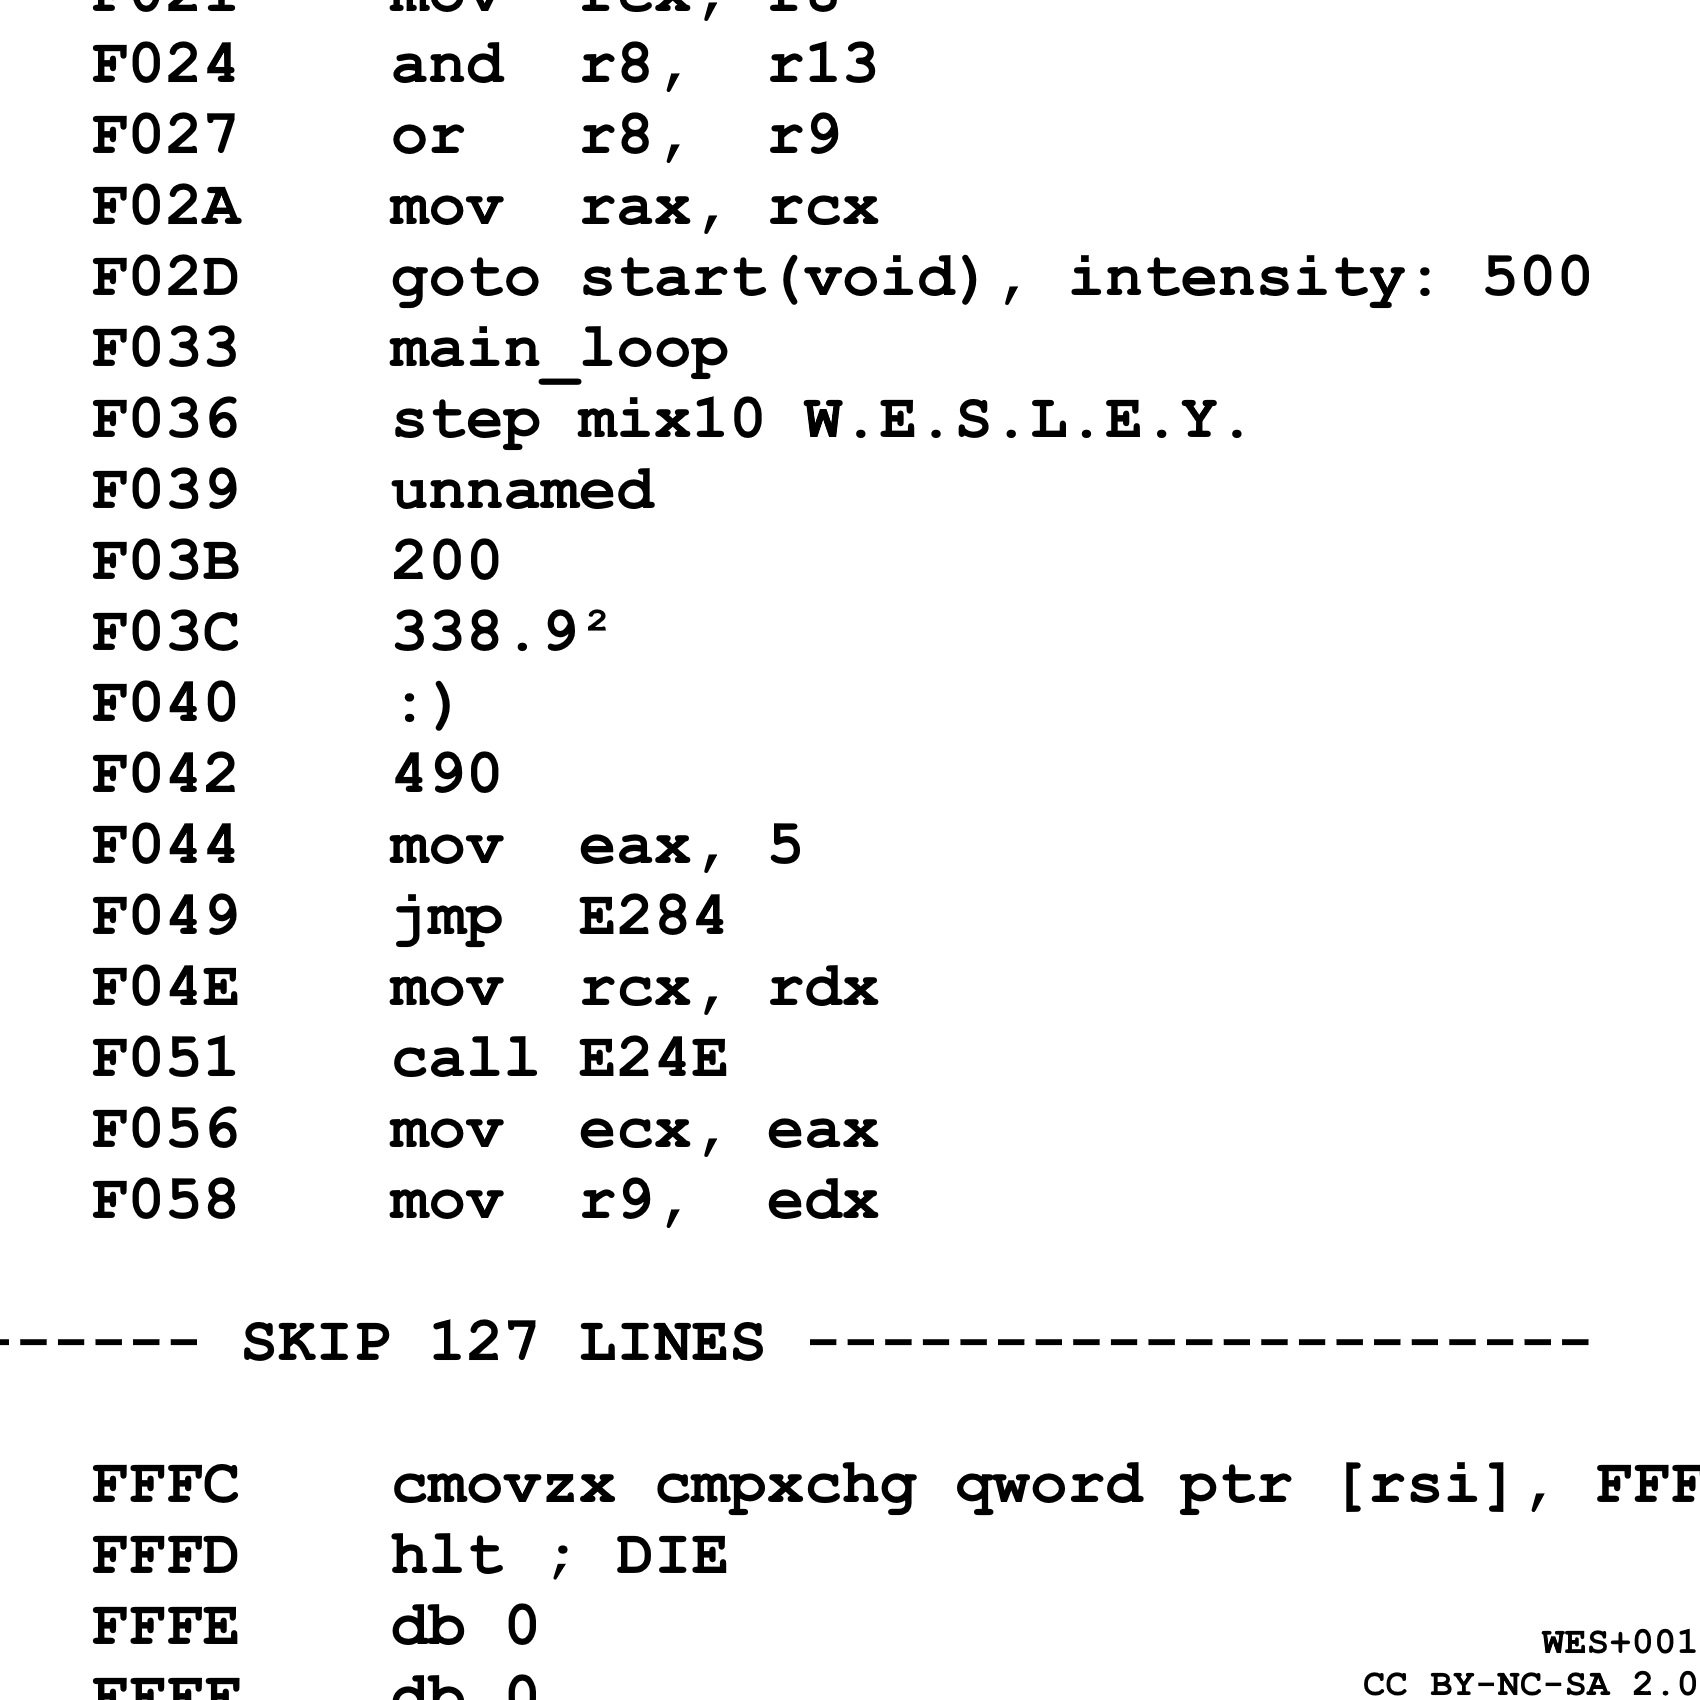 F021 mov rcx, r8
F024 and r8, r13
F027 or r8, r9
F02A mov rax, rcx
F02D goto start(void), intensity: 500
F033 main_loop
F036 step mix10 W.E.S.L.E.Y.
F039 unnamed
F03B 200
F03C 338.9²
F040 :)
F042 490
F044 mov eax, 5
F049 jmp E284
F04E mov rcx, rdx
F051 call E24E
F056 mov ecx, eax
F058 mov r9, edx
------ SKIP 127 LINES ---------------------
FFFC cmovzx cmpxchg qword ptr [rsi], FFF
FFFD hlt ; DIE
FFFE db 0
FFFF db 0
WES+001
CC BY-NC-SA 2.0